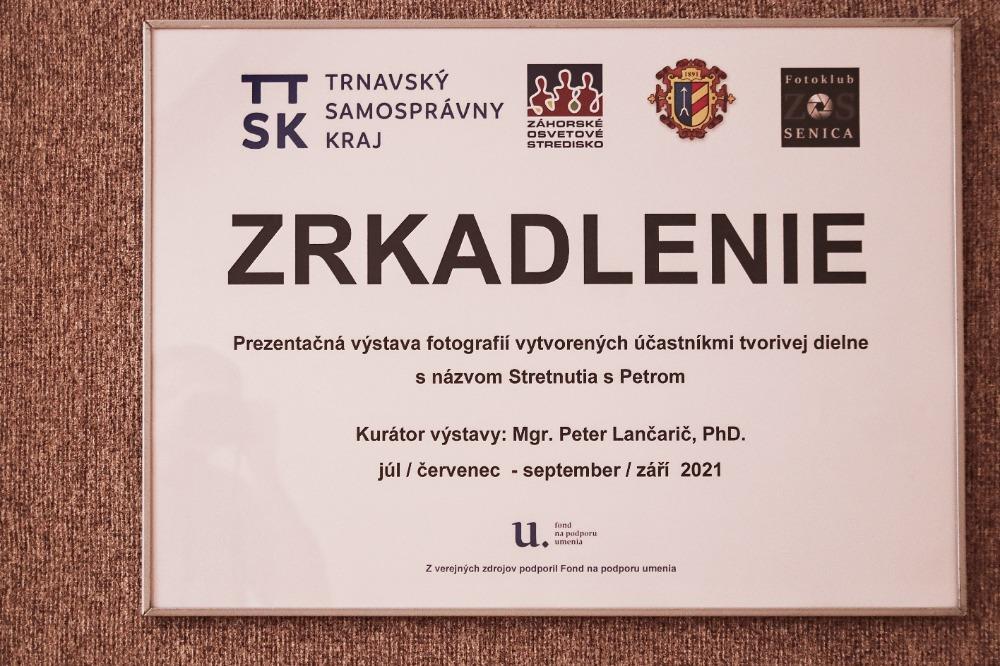 TTSK
TRNAVSKÝ
SAMOSPRÁVNY
KRAJ
ZÁHORSKÉ
OSVETOVÉ
STREDISKO
1891
Fotoklub
ZOS
SENICA
ZRKADLENIE
Prezentačná výstava fotografií vytvorených účastníkmi tvorivej dielne
s názvom Stretnutia s Petrom
Kurátor výstavy: Mgr. Peter Lančarič, PhD.
júl / červenec - september / září 2021
u.
fond
na podporu
umenia
Z verejných zdrojov podporil Fond na podporu umenia